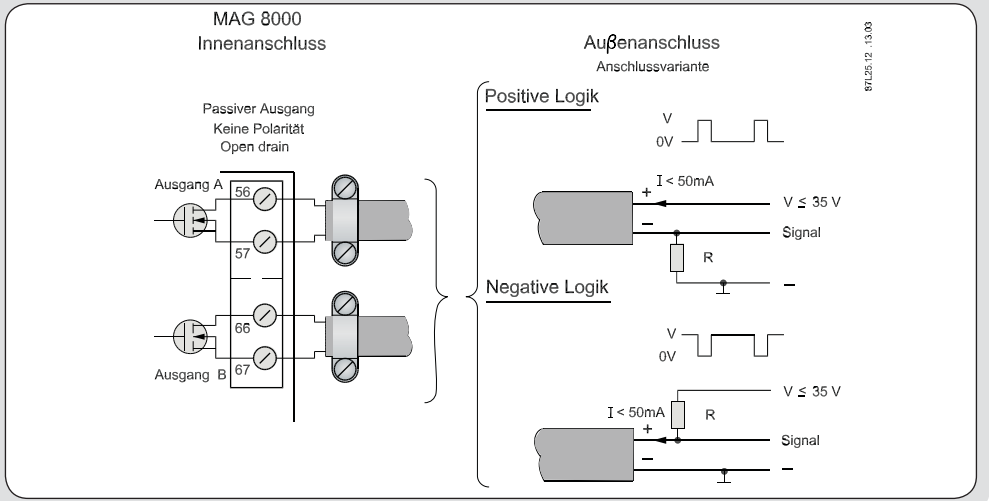 MAG 8000
Innenanschluss
Außenanschluss
Anschlussvariante
87L25.12 .13.03
Passiver Ausgang
Keine Polarität
Open drain
Ausgang A
56
57
66
67
Ausgang B
Positive Logik
V
0V
+
I < 50mA
V ≤ 35 V
–
Signal
R
–
Negative Logik
V
0V
V ≤ 35 V
I < 50mA
R
+
Signal
–
–